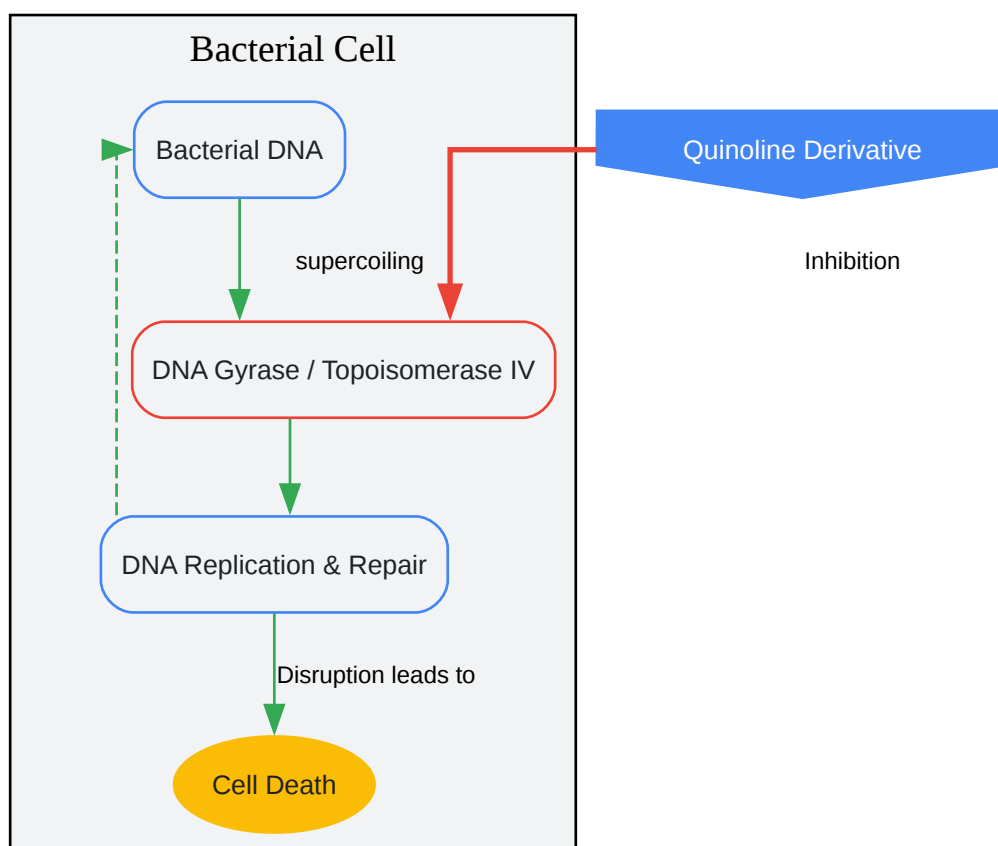 Bacterial Cell
Bacterial DNA
Quinoline Derivative
supercoiling
Inhibition
DNA Gyrase / Topoisomerase IV
DNA Replication & Repair
Disruption leads to
Cell Death